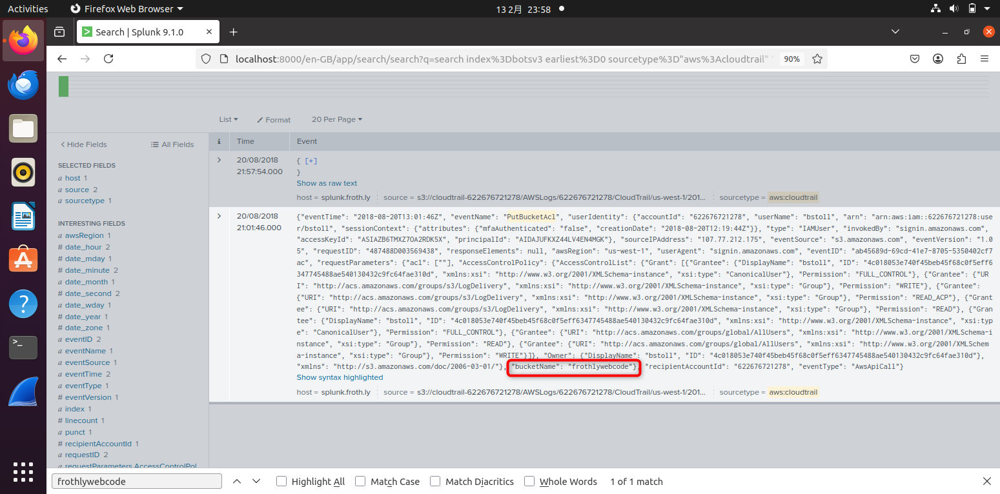 Activities
Firefox Web Browser
13 2月 23:58
Search | Splunk 9.1.0
localhost:8000/en-GB/app/search/search?q=search index%3Dbotsv3 earliest%3D0 sourcetype%3D"aws%3Acloudtrail" "
90%
List
Format
20 Per Page
Hide Fields
All Fields
SELECTED FIELDS
a host 1
a source 2
a sourcetype 1
INTERESTING FIELDS
a awsRegion 1
# date_hour 2
# date_mday 1
# date_minute 2
a date_month 1
# date_second 2
a date_wday 1
# date_year 1
# date_zone 1
a eventID 2
a eventName 1
a eventSource 1
a eventTime 2
a eventType 1
# eventVersion 1
a index 1
# linecount 1
a punct 1
# recipientAccountId 1
a requestID 2
a requestParameters.AccessControlPol
i
Time
Event
20/08/2018
21:57:54.000
{ [+]
}
Show as raw text
host = splunk.froth.ly
source = s3://cloudtrail-622676721278/AWSLogs/622676721278/CloudTrail/us-west-1/201...
sourcetype = aws:cloudtrail
20/08/2018
21:01:46.000
{"eventTime": "2018-08-20T13:01:46Z", "eventName": "PutBucketAcl", "userIdentity": {"accountId": "622676721278", "userName": "bstoll", "arn": "arn:aws:iam::622676721278:use
r/bstoll", "sessionContext": {"attributes": {"mfaAuthenticated": "false", "creationDate": "2018-08-20T12:19:44Z"}}, "type": "IAMUser", "invokedBy": "signin.amazonaws.com",
"accessKeyId": "ASIAZB6TMXZ7OA2RDK5X", "principalId": "AIDAJUFKXZ44LV4EN4MGK"}, "sourceIPAddress": "107.77.212.175", "eventSource": "s3.amazonaws.com", "eventVersion": "1.0
5", "requestID": "487488D003569438", "responseElements": null, "awsRegion": "us-west-1", "userAgent": "signin.amazonaws.com", "eventID": "ab45689d-69cd-41e7-8705-5350402cf7
ac", "requestParameters": {"acl": [""], "AccessControlPolicy": {"AccessControlList": {"Grant": [{"Grantee": {"DisplayName": "bstoll", "ID": "4c018053e740f45beb45f68c0f5eff6
347745488ae540130432c9fc64fae310d", "xmlns:xsi": "http://www.w3.org/2001/XMLSchema-instance", "xsi:type": "CanonicalUser"}, "Permission": "FULL_CONTROL"}, {"Grantee": {"UR
I": "http://acs.amazonaws.com/groups/s3/LogDelivery", "xmlns:xsi": "http://www.w3.org/2001/XMLSchema-instance", "xsi:type": "Group"}, "Permission": "WRITE"}, {"Grantee":
{"URI": "http://acs.amazonaws.com/groups/s3/LogDelivery", "xmlns:xsi": "http://www.w3.org/2001/XMLSchema-instance", "xsi:type": "Group"}, "Permission": "READ_ACP"}, {"Gran
tee": {"URI": "http://acs.amazonaws.com/groups/s3/LogDelivery", "xmlns:xsi": "http://www.w3.org/2001/XMLSchema-instance", "xsi:type": "Group"}, "Permission": "READ"}, {"Gran
tee": {"DisplayName": "bstoll", "ID": "4c018053e740f45beb45f68c0f5eff6347745488ae540130432c9fc64fae310d", "xmlns:xsi": "http://www.w3.org/2001/XMLSchema-instance", "xsi:typ
e": "CanonicalUser"}, "Permission": "FULL_CONTROL"}, {"Grantee": {"URI": "http://acs.amazonaws.com/groups/global/AllUsers", "xmlns:xsi": "http://www.w3.org/2001/XMLSchema-i
nstance", "xsi:type": "Group"}, "Permission": "READ"}, {"Grantee": {"URI": "http://acs.amazonaws.com/groups/global/AllUsers", "xmlns:xsi": "http://www.w3.org/2001/XMLSchem
a-instance", "xsi:type": "Group"}, "Permission": "WRITE"}]}, "Owner": {"DisplayName": "bstoll", "ID": "4c018053e740f45beb45f68c0f5eff6347745488ae540130432c9fc64fae310d"},
"xmlns": "http://s3.amazonaws.com/doc/2006-03-01/"}, "bucketName": "frothlywebcode"}, "recipientAccountId": "622676721278", "eventType": "AwsApiCall"}
Show syntax highlighted
host = splunk.froth.ly
source = s3://cloudtrail-622676721278/AWSLogs/622676721278/CloudTrail/us-west-1/201...
sourcetype = aws:cloudtrail
frothlywebcode
Highlight All
Match Case
Match Diacritics
Whole Words
1 of 1 match